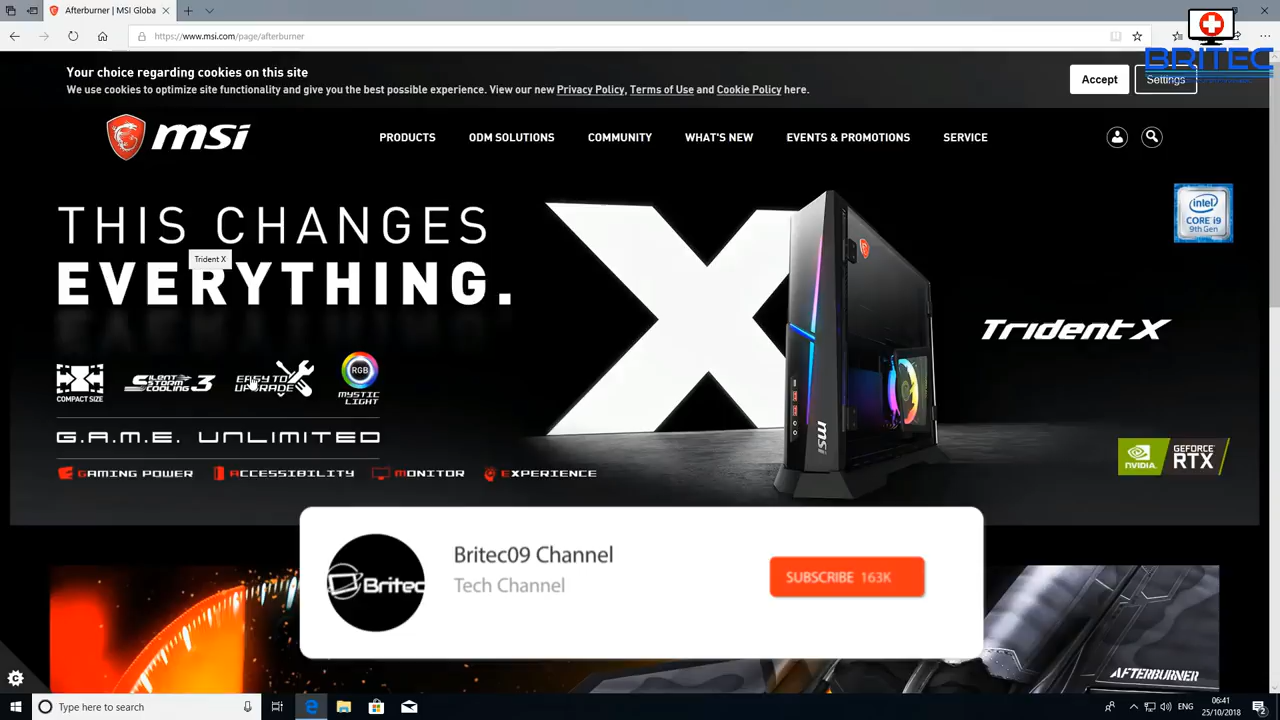 Afterburner | MSI Globa
https://www.msi.com/page/afterburner
BRITEC
Your choice regarding cookies on this site
We use cookies to optimize site functionality and give you the best possible experience. View our new Privacy Policy, Terms of Use and Cookie Policy here.
Accept
Settings
msi
PRODUCTS
ODM SOLUTIONS
COMMUNITY
WHAT'S NEW
EVENTS & PROMOTIONS
SERVICE
THIS CHANGES
Trident X
EVERYTHING.
intel
CORE i9
9th Gen
Trident X
COMPACT SIZE
SILENT STORM COOLING 3
EASY TO UPGRADE
RGB
MYSTIC LIGHT
msi
G.A.M.E. UNLIMITED
GAMING POWER
ACCESSIBILITY
MONITOR
EXPERIENCE
NVIDIA
GEFORCE RTX
Britec09 Channel
Tech Channel
Britec
SUBSCRIBE 163K
AFTERBURNER
Type here to search
ENG
06:41
25/10/2018
2